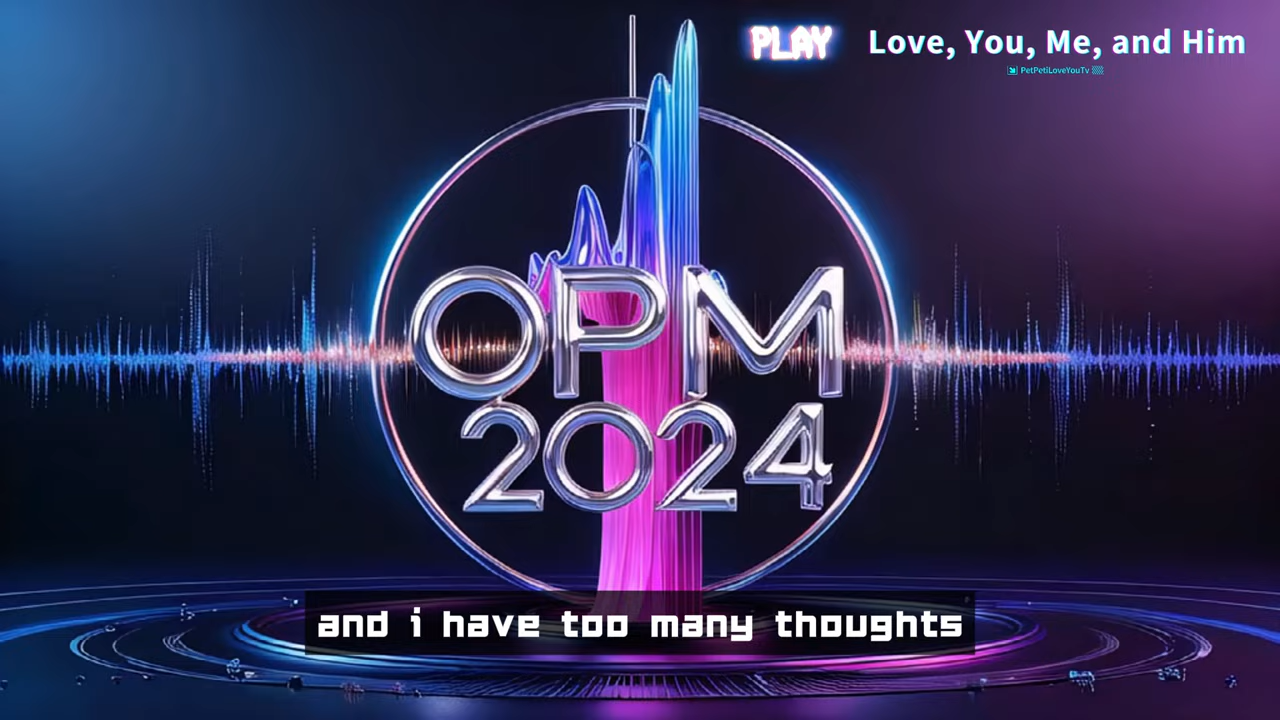 PLAY Love, You, Me, and Him
PetPetiLoveYouTv
OPM
2024
and i have too many thoughts